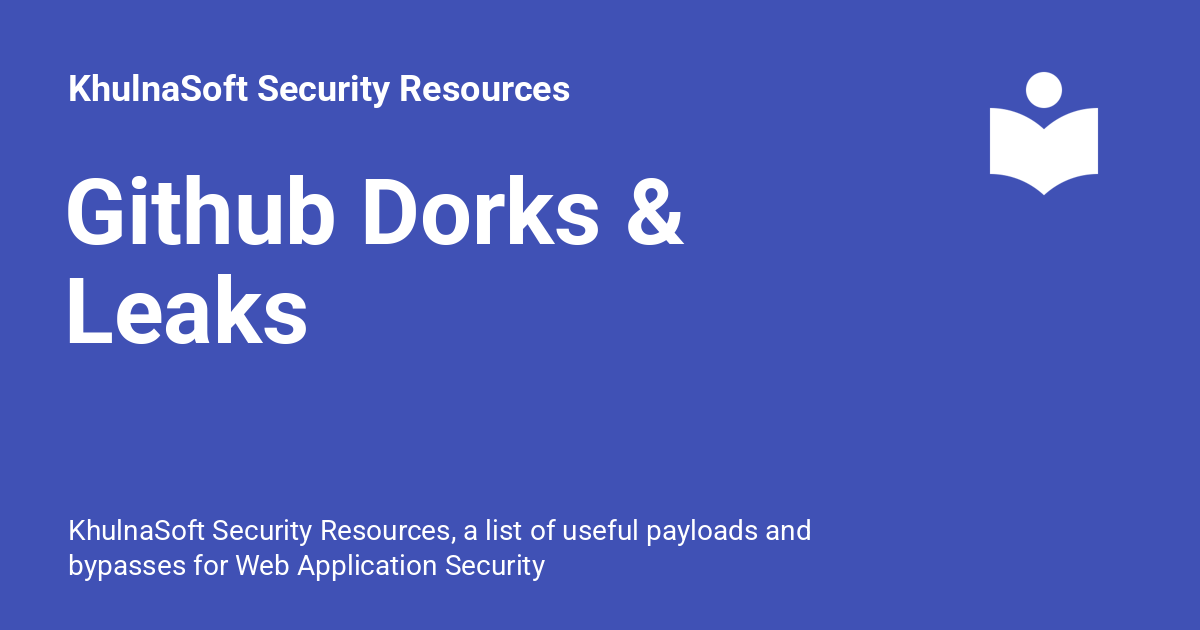 KhulnaSoft Security Resources
Github Dorks &
Leaks
KhulnaSoft Security Resources, a list of useful payloads and
bypasses for Web Application Security